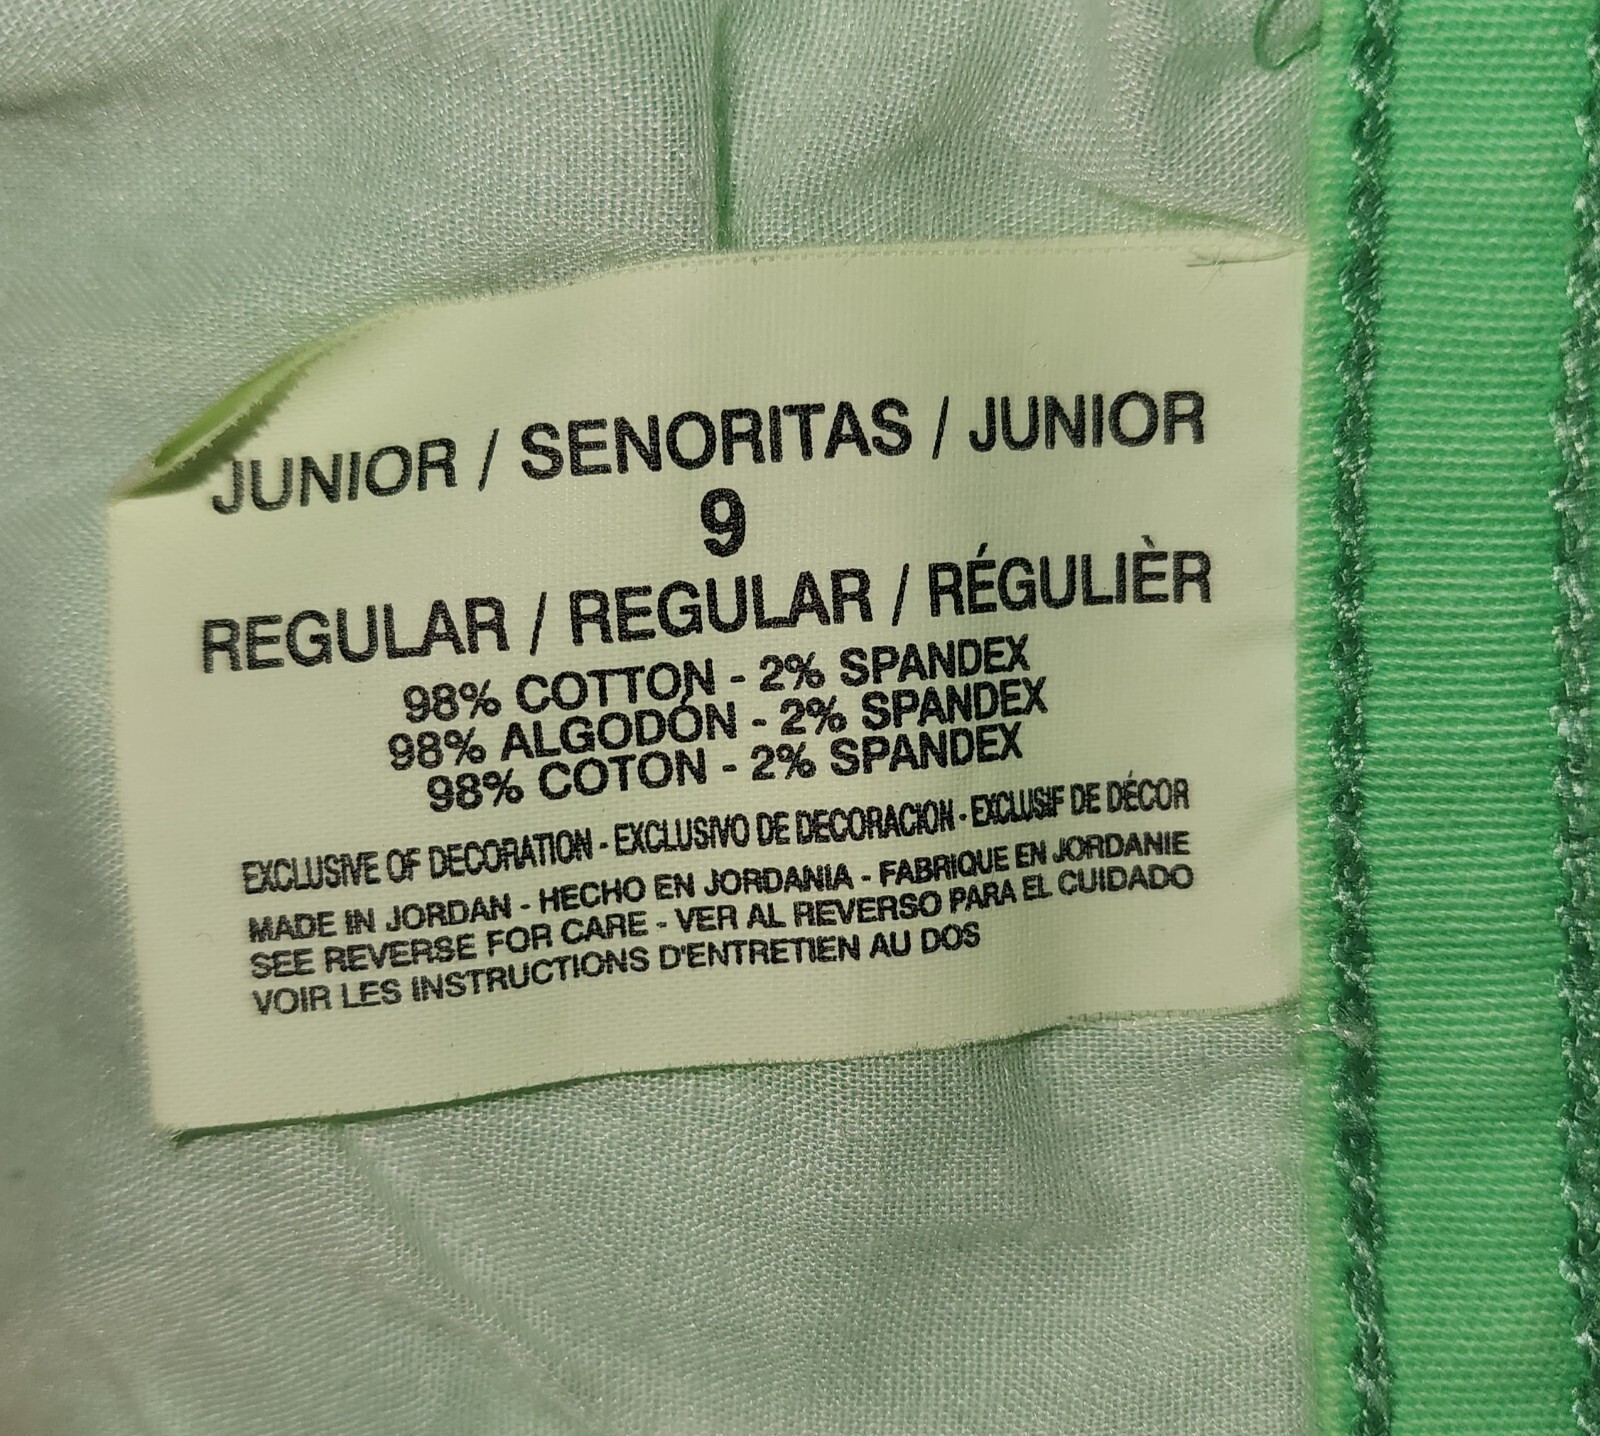 JUNIOR / SENORITAS / JUNIOR
9
REGULAR / REGULAR / RÉGULIÈR
98% COTTON - 2% SPANDEX
98% ALGODÓN - 2% SPANDEX
98% COTON - 2% SPANDEX
EXCLUSIVE OF DECORATION - EXCLUSIVO DE DECORACION - EXCLUSIF DE DÉCOR
MADE IN JORDAN - HECHO EN JORDANIA - FABRIQUE EN JORDANIE
SEE REVERSE FOR CARE - VER AL REVERSO PARA EL CUIDADO
VOIR LES INSTRUCTIONS D'ENTRETIEN AU DOS